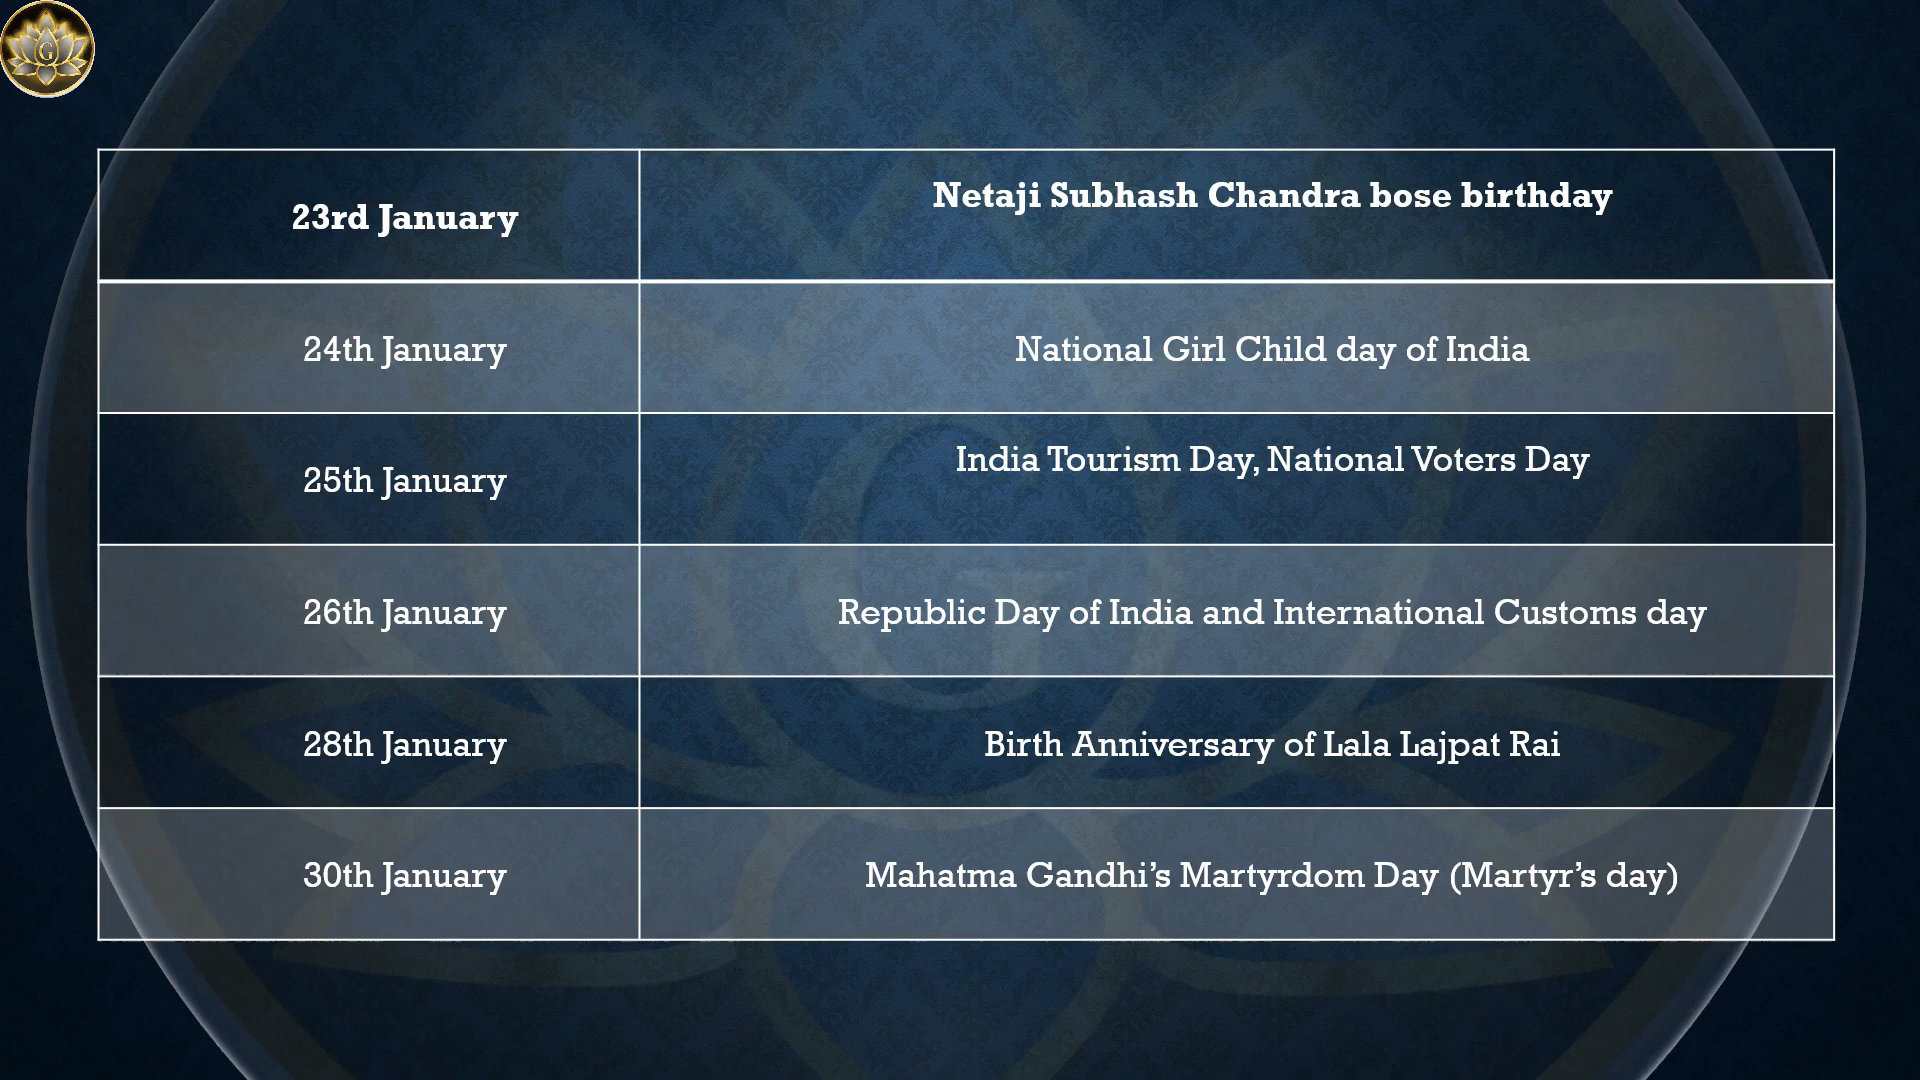 G
23rd January
Netaji Subhash Chandra bose birthday
24th January
National Girl Child day of India
25th January
India Tourism Day, National Voters Day
26th January
Republic Day of India and International Customs day
28th January
Birth Anniversary of Lala Lajpat Rai
30th January
Mahatma Gandhi’s Martyrdom Day (Martyr’s day)